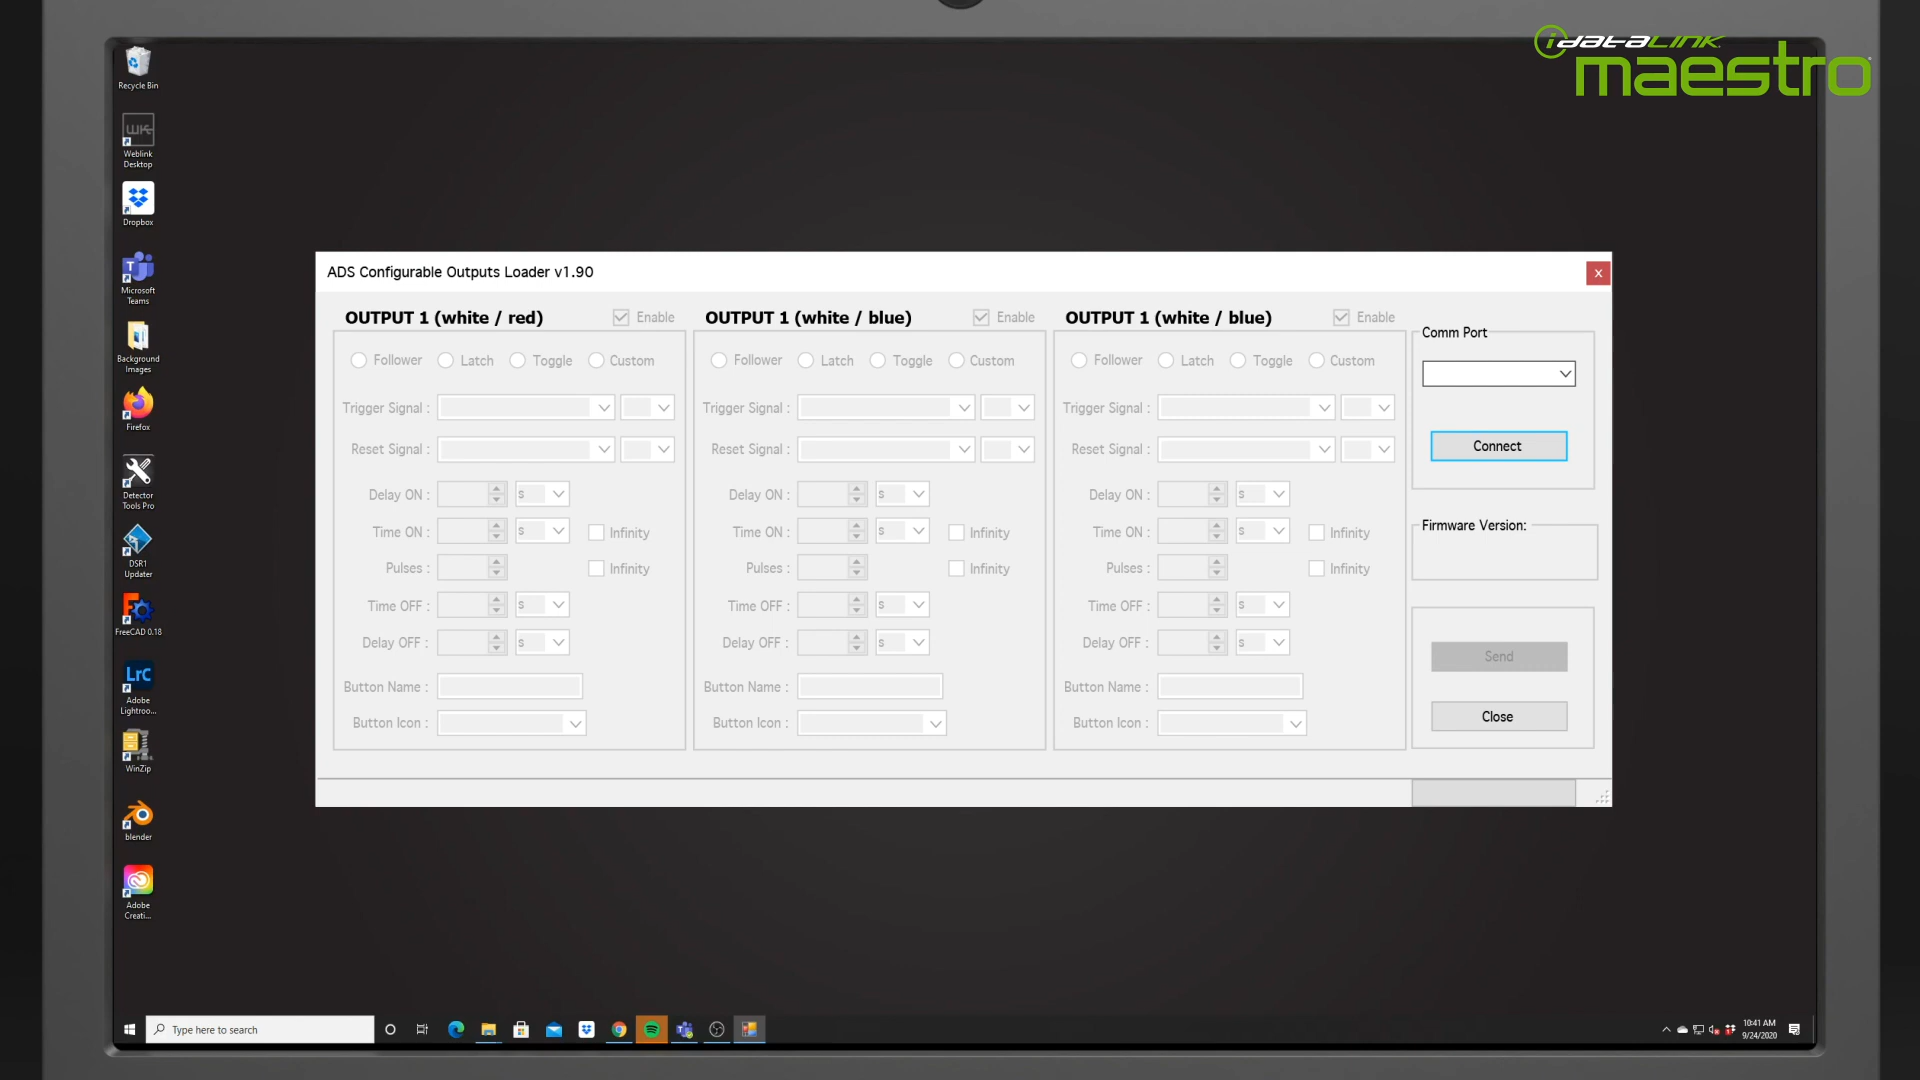 iDataLink
maestro
Recycle Bin
Weblink
Desktop
Dropbox
Microsoft
Teams
Background
Images
Firefox
Detector
Tools Pro
DSR1
Updater
FreeCAD 0.18
LrC
Adobe
Lightroo...
WinZip
blender
Adobe
Creati...
ADS Configurable Outputs Loader v1.90
x
OUTPUT 1 (white / red)
Enable
Follower
Latch
Toggle
Custom
Trigger Signal :
Reset Signal :
Delay ON :
s
Time ON :
s
Infinity
Pulses :
Infinity
Time OFF :
s
Delay OFF :
s
Button Name :
Button Icon :
OUTPUT 1 (white / blue)
Enable
Follower
Latch
Toggle
Custom
Trigger Signal :
Reset Signal :
Delay ON :
s
Time ON :
s
Infinity
Pulses :
Infinity
Time OFF :
s
Delay OFF :
s
Button Name :
Button Icon :
OUTPUT 1 (white / blue)
Enable
Follower
Latch
Toggle
Custom
Trigger Signal :
Reset Signal :
Delay ON :
s
Time ON :
s
Infinity
Pulses :
Infinity
Time OFF :
s
Delay OFF :
s
Button Name :
Button Icon :
Comm Port
Connect
Firmware Version:
Send
Close
Type here to search
10:41 AM
9/24/2020